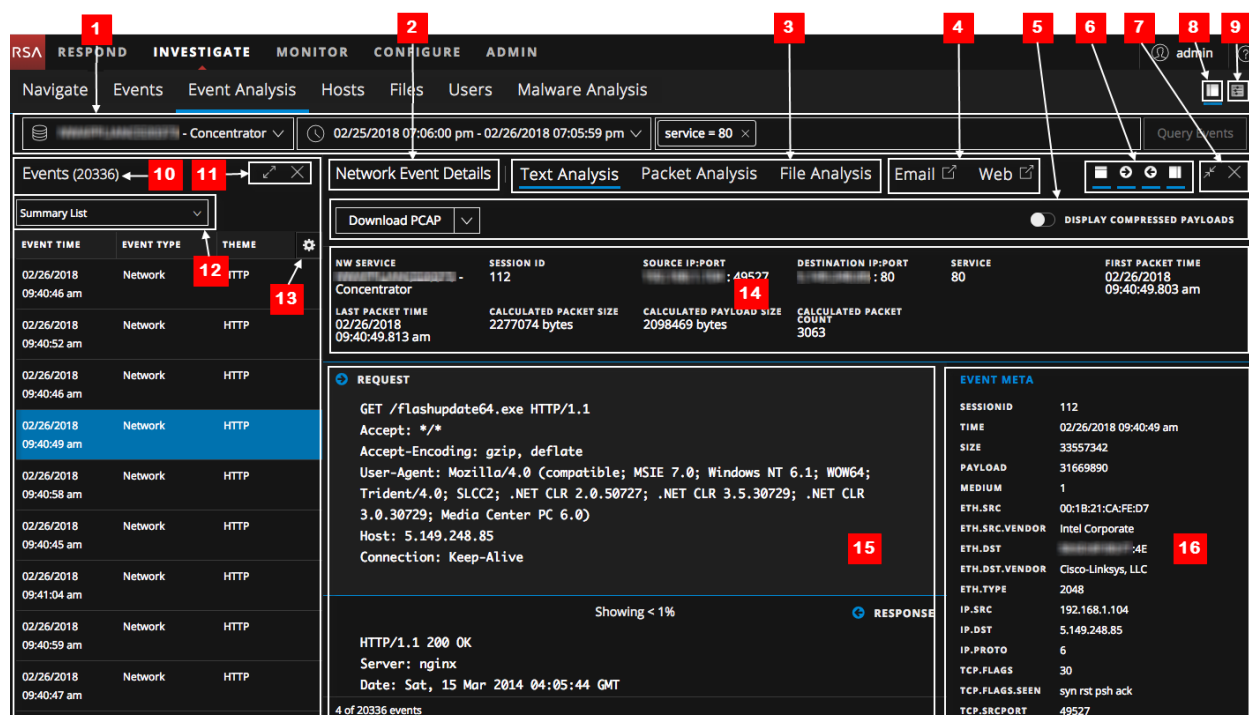 1 2 3 4 5 6 7 8 9
RSA RESPOND INVESTIGATE MONITOR CONFIGURE ADMIN admin
Navigate Events Event Analysis Hosts Files Users Malware Analysis
- Concentrator 02/25/2018 07:06:00 pm - 02/26/2018 07:05:59 pm service = 80 × Query Events
Events (20336) 10 11 Network Event Details Text Analysis Packet Analysis File Analysis Email Web
Summary List
Download PCAP DISPLAY COMPRESSED PAYLOADS
EVENT TIME EVENT TYPE THEME
12 13
02/26/2018 Network HTTP
09:40:46 am
02/26/2018 Network HTTP
09:40:52 am
02/26/2018 Network HTTP
09:40:46 am
02/26/2018 Network HTTP
09:40:49 am
02/26/2018 Network HTTP
09:40:58 am
02/26/2018 Network HTTP
09:40:45 am
02/26/2018 Network HTTP
09:41:04 am
02/26/2018 Network HTTP
09:40:59 am
02/26/2018 Network HTTP
09:40:47 am
NW SERVICE SESSION ID SOURCE IP:PORT DESTINATION IP:PORT SERVICE FIRST PACKET TIME
- 112 : 49527 : 80 80 02/26/2018
Concentrator 09:40:49.803 am
14
LAST PACKET TIME CALCULATED PACKET SIZE CALCULATED PAYLOAD SIZE CALCULATED PACKET COUNT
02/26/2018 2277074 bytes 2098469 bytes 3063
09:40:49.813 am
REQUEST
GET /flashupdate64.exe HTTP/1.1
Accept: */*
Accept-Encoding: gzip, deflate
User-Agent: Mozilla/4.0 (compatible; MSIE 7.0; Windows NT 6.1; WOW64;
Trident/4.0; SLCC2; .NET CLR 2.0.50727; .NET CLR 3.5.30729; .NET CLR
3.0.30729; Media Center PC 6.0)
Host: 5.149.248.85
Connection: Keep-Alive
15
Showing < 1% RESPONSE
HTTP/1.1 200 OK
Server: nginx
Date: Sat, 15 Mar 2014 04:05:44 GMT
4 of 20336 events
EVENT META
SESSIONID 112
TIME 02/26/2018 09:40:49 am
SIZE 33557342
PAYLOAD 31669890
MEDIUM 1
ETH.SRC 00:1B:21:CA:FE:D7
ETH.SRC.VENDOR Intel Corporate
ETH.DST :4E
16
ETH.DST.VENDOR Cisco-Linksys, LLC
ETH.TYPE 2048
IP.SRC 192.168.1.104
IP.DST 5.149.248.85
IP.PROTO 6
TCP.FLAGS 30
TCP.FLAGS.SEEN syn rst psh ack
TCP.SRCPORT 49527